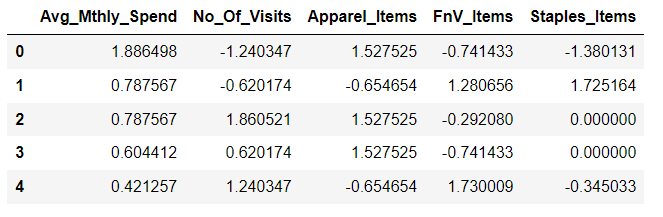 Avg_Mthly_Spend No_Of_Visits Apparel_Items FnV_Items Staples_Items
0 1.886498 -1.240347 1.527525 -0.741433 -1.380131
1 0.787567 -0.620174 -0.654654 1.280656 1.725164
2 0.787567 1.860521 1.527525 -0.292080 0.000000
3 0.604412 0.620174 1.527525 -0.741433 0.000000
4 0.421257 1.240347 -0.654654 1.730009 -0.345033